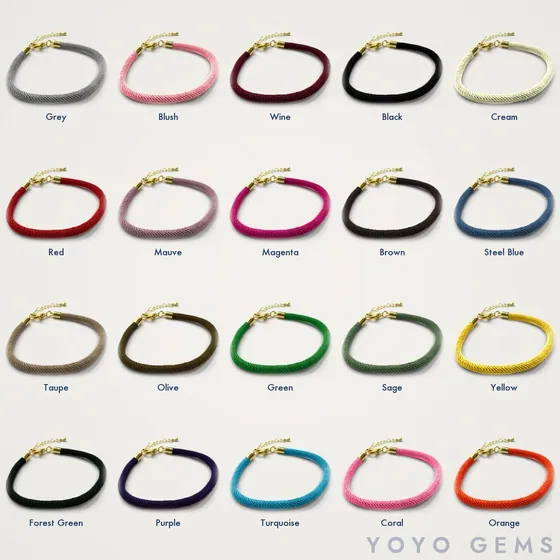 Grey Blush Wine Black Cream
Red Mauve Magenta Brown Steel Blue
Taupe Olive Green Sage Yellow
Forest Green Purple Turquoise Coral Orange
YOYO GEMS